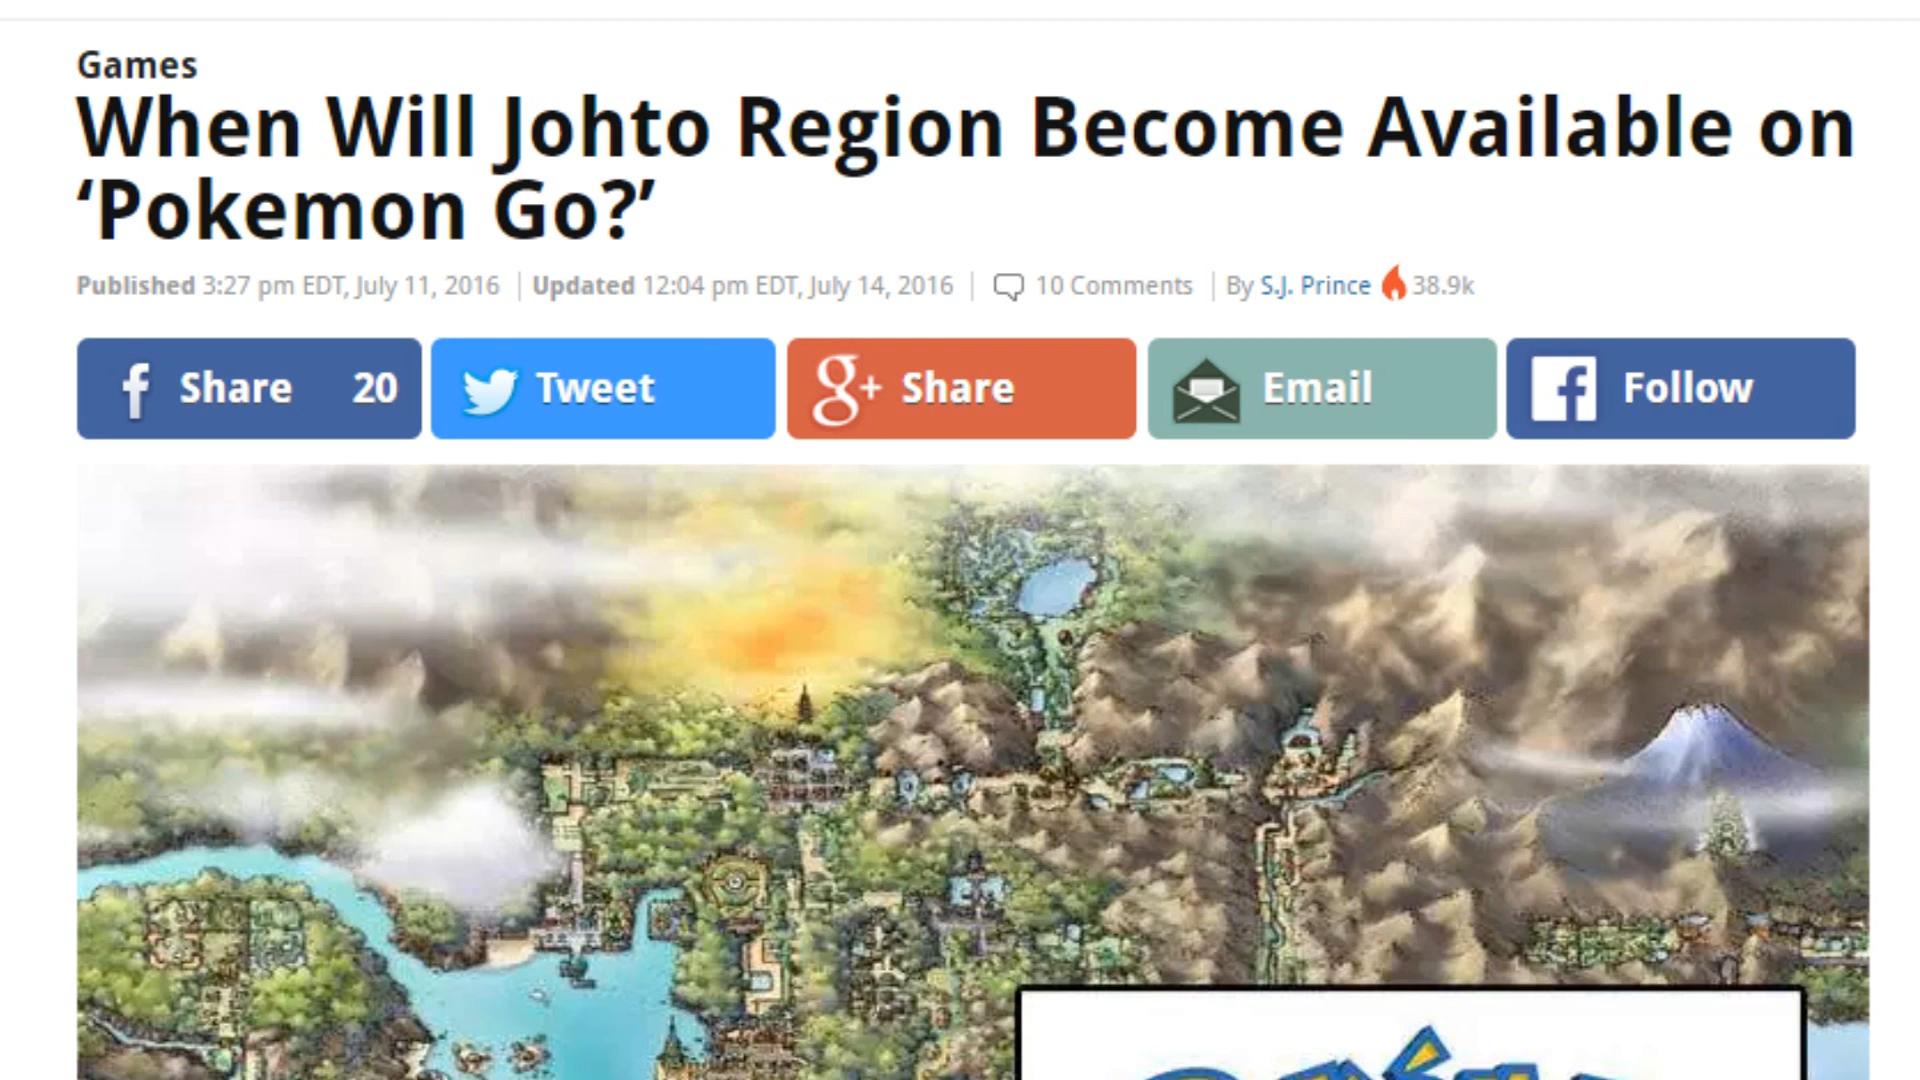 Games
When Will Johto Region Become Available on
‘Pokemon Go?’
Published 3:27 pm EDT, July 11, 2016 Updated 12:04 pm EDT, July 14, 2016 10 Comments By S.J. Prince 38.9k
f Share 20 Tweet g+ Share Email f Follow